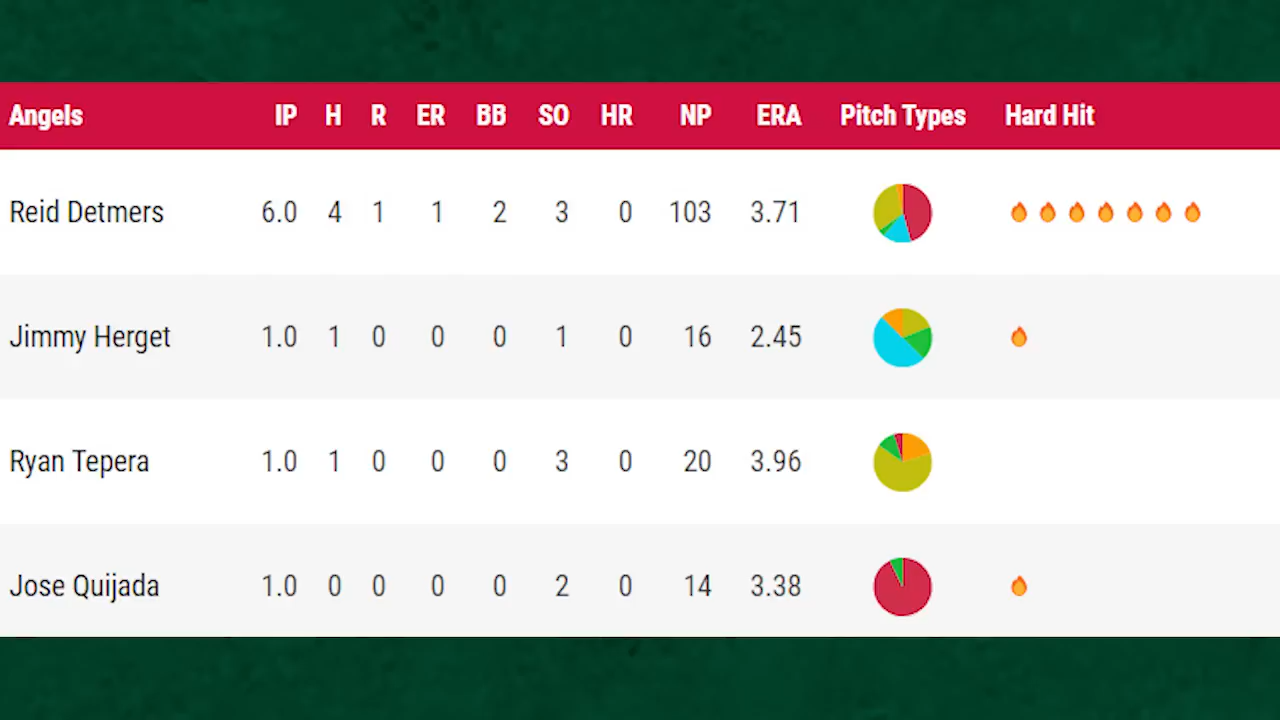 Angels IP H R ER BB SO HR NP ERA Pitch Types Hard Hit
Reid Detmers 6.0 4 1 1 2 3 0 103 3.71
Jimmy Herget 1.0 1 0 0 0 1 0 16 2.45
Ryan Tepera 1.0 1 0 0 0 3 0 20 3.96
Jose Quijada 1.0 0 0 0 0 2 0 14 3.38